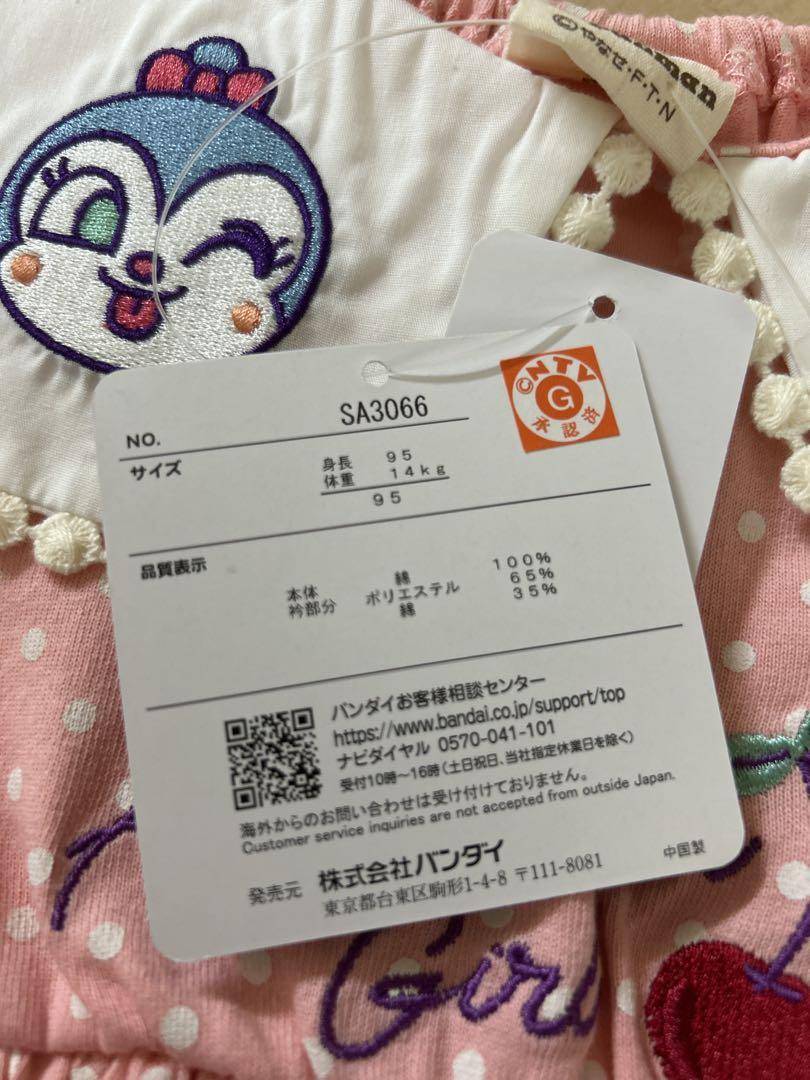 ©やなせ・F・T・N
NO. SA3066
CNTV
G
承認済
サイズ 身長 95
体重 14kg
95
品質表示
本体 綿 100%
衿部分 ポリエステル 65%
綿 35%
バンダイお客様相談センター
https://www.bandai.co.jp/support/top
ナビダイヤル 0570-041-101
受付10時～16時(土日祝日、当社指定休業日を除く)
海外からのお問い合わせは受け付けておりません。
Customer service inquiries are not accepted from outside Japan.
発売元 株式会社バンダイ
東京都台東区駒形1-4-8 〒111-8081
中国製